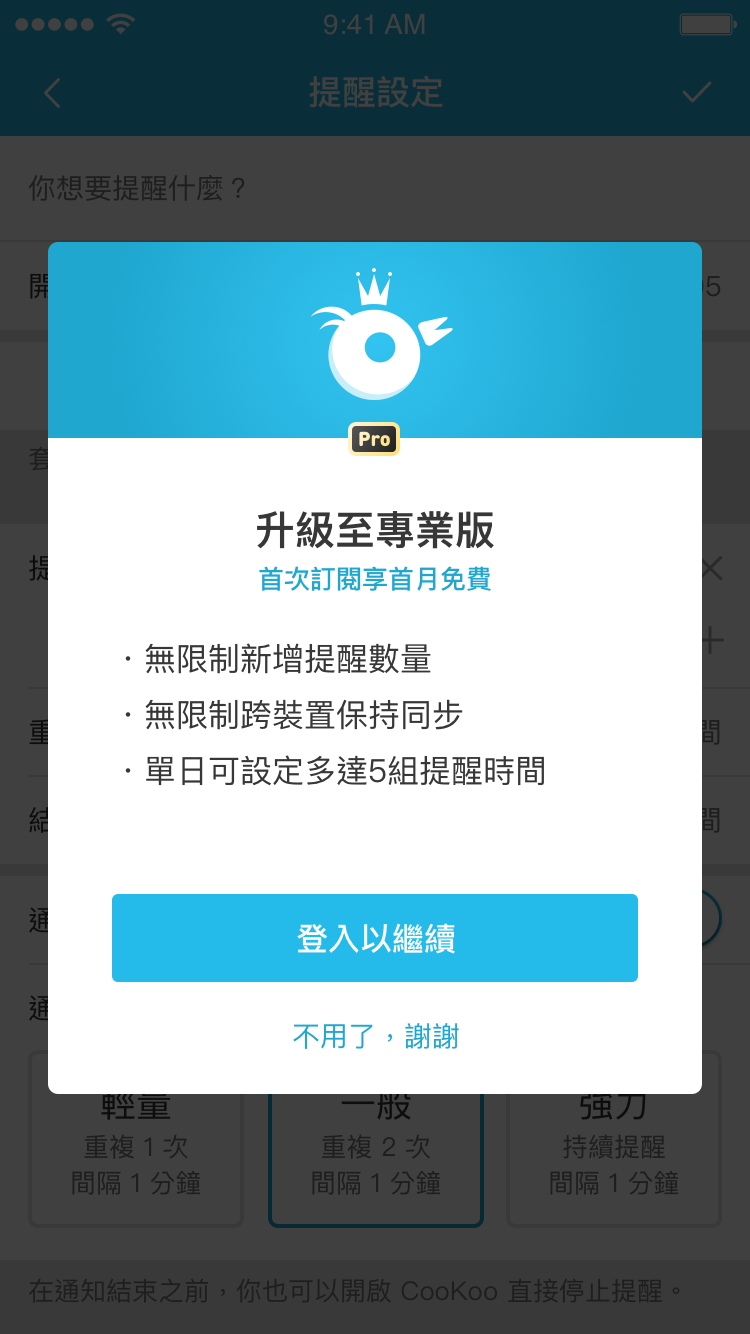 9:41 AM
提醒設定
你想要提醒什麼？
開
05
Pro
升級至專業版
首次訂閱享首月免費
套
・無限制新增提醒數量
提
・無限制跨裝置保持同步
重
間
・單日可設定多達5組提醒時間
結
間
通
登入以繼續
通
不用了，謝謝
輕量
一般
強力
重複 1 次
重複 2 次
持續提醒
間隔 1 分鐘
間隔 1 分鐘
間隔 1 分鐘
在通知結束之前，你也可以開啟 CooKoo 直接停止提醒。